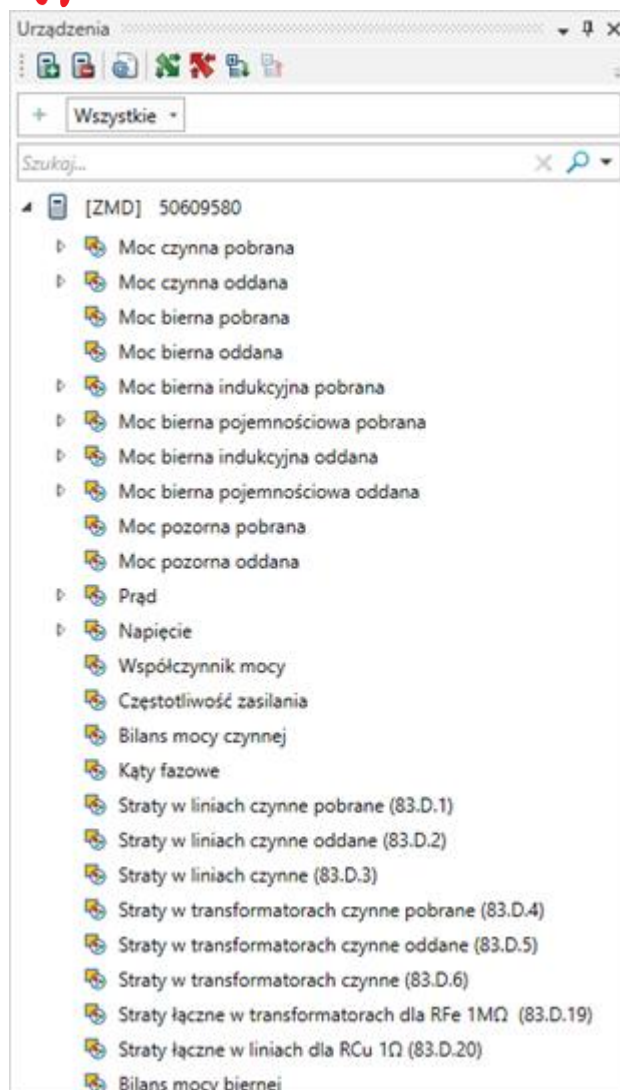 Urządzenia
Wszystkie
Szukaj...
[ZMD] 50609580
Moc czynna pobrana
Moc czynna oddana
Moc bierna pobrana
Moc bierna oddana
Moc bierna indukcyjna pobrana
Moc bierna pojemnościowa pobrana
Moc bierna indukcyjna oddana
Moc bierna pojemnościowa oddana
Moc pozorna pobrana
Moc pozorna oddana
Prąd
Napięcie
Współczynnik mocy
Częstotliwość zasilania
Bilans mocy czynnej
Kąty fazowe
Straty w liniach czynne pobrane (83.D.1)
Straty w liniach czynne oddane (83.D.2)
Straty w liniach czynne (83.D.3)
Straty w transformatorach czynne pobrane (83.D.4)
Straty w transformatorach czynne oddane (83.D.5)
Straty w transformatorach czynne (83.D.6)
Straty łączne w transformatorach dla RFe 1MΩ (83.D.19)
Straty łączne w liniach dla RCu 1Ω (83.D.20)
Bilans mocy biernej